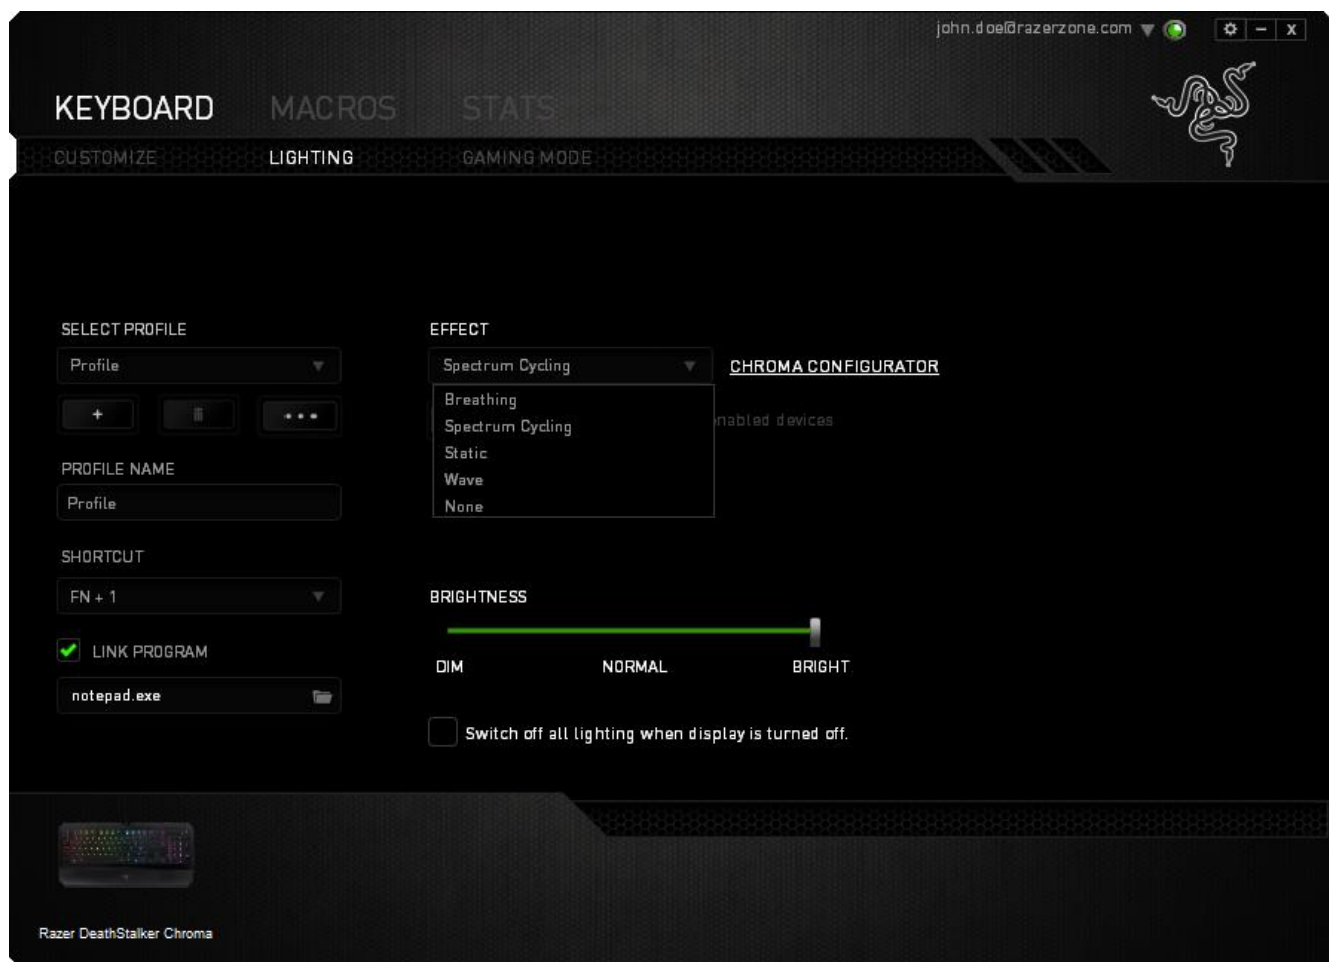 john.doe@razerzone.com
KEYBOARD MACROS STATS
CUSTOMIZE LIGHTING GAMING MODE
SELECT PROFILE
Profile
+
PROFILE NAME
Profile
SHORTCUT
FN + 1
LINK PROGRAM
notepad.exe
EFFECT
Spectrum Cycling
CHROMA CONFIGURATOR
Breathing
Spectrum Cycling
Static
Wave
None
devices
BRIGHTNESS
DIM NORMAL BRIGHT
Switch off all lighting when display is turned off.
Razer DeathStalker Chroma